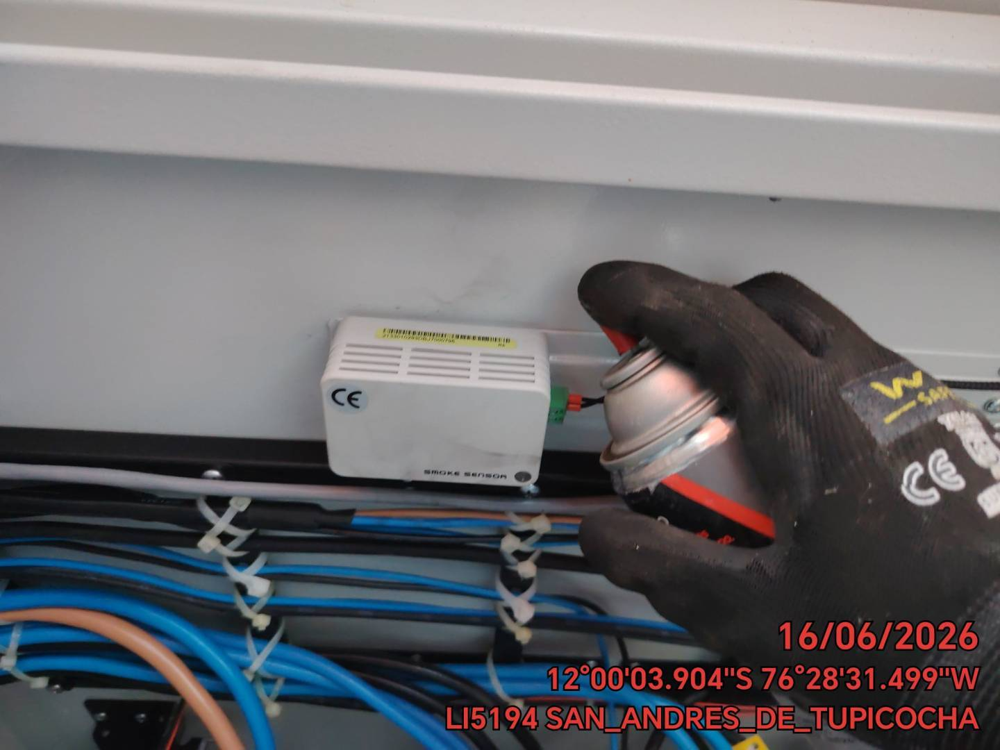 CE
SMOKE SENSOR
CE
16/06/2026
12°00'03.904"S 76°28'31.499"W
LI5194 SAN_ANDRES_DE_TUPICOCHA